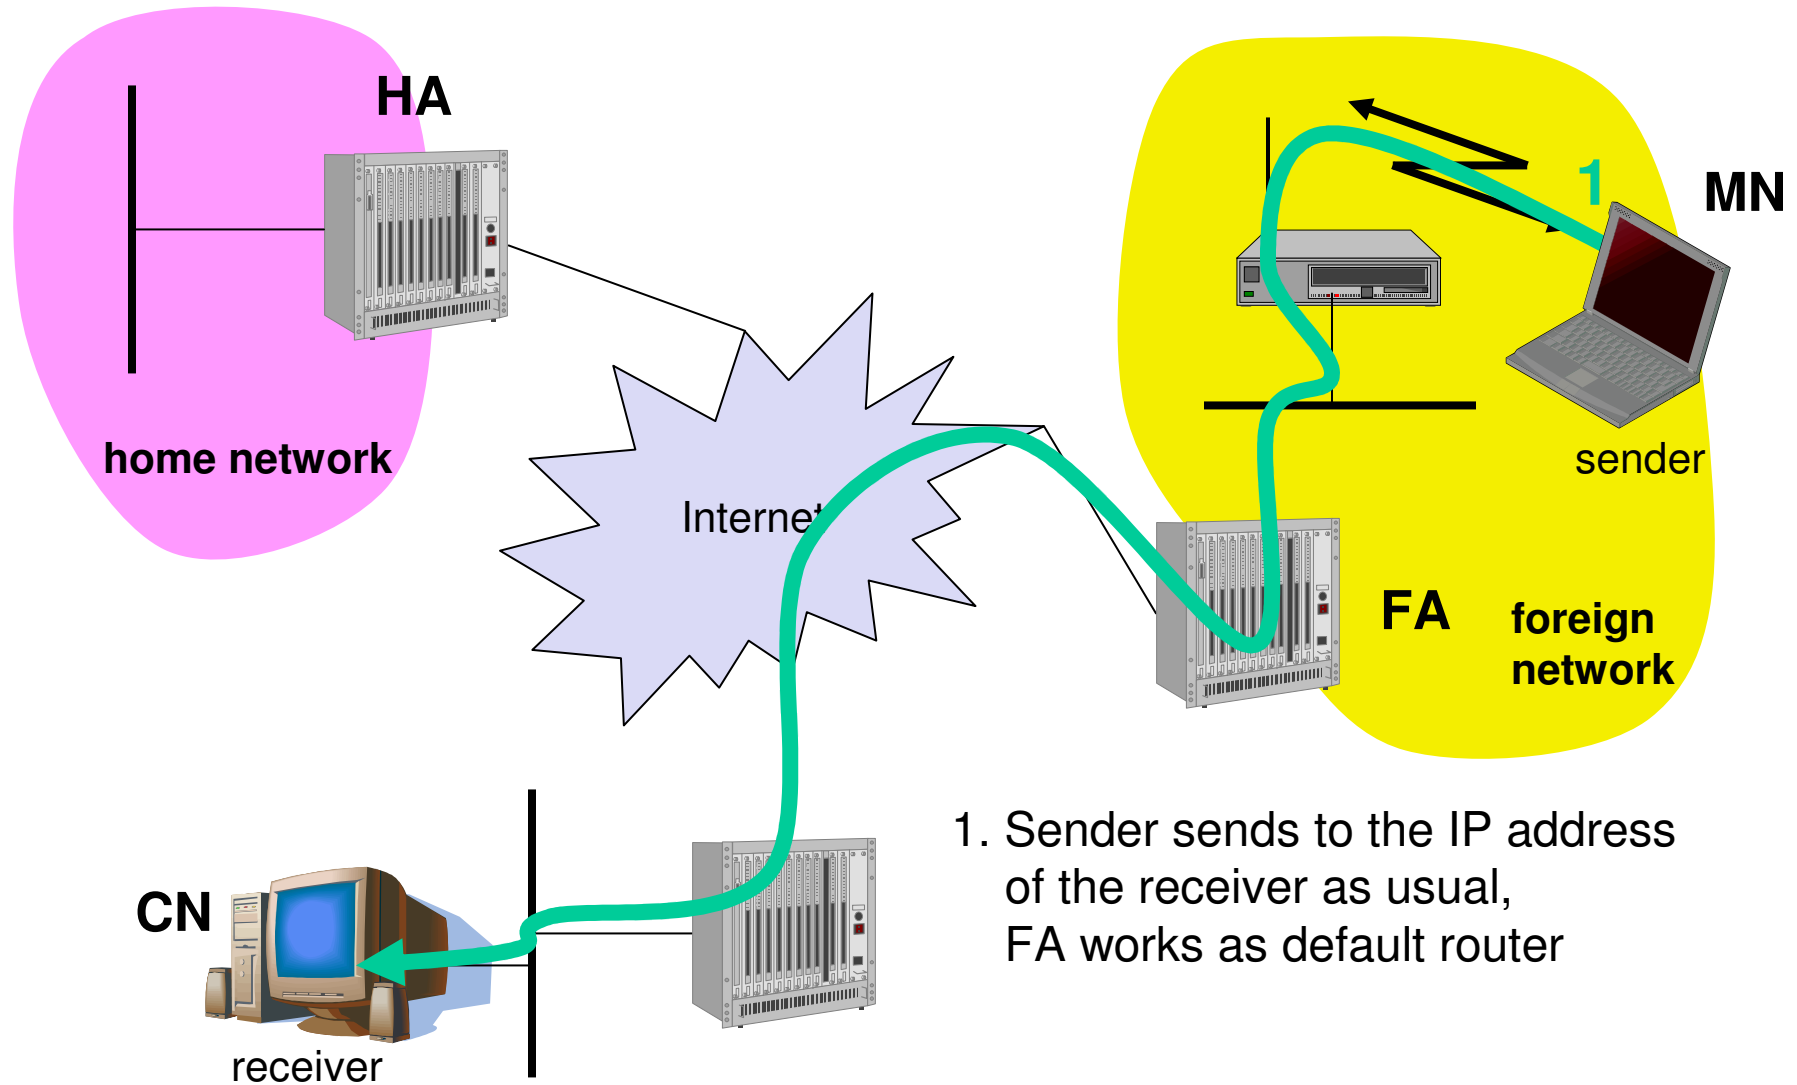 HA
1
MN
home network
sender
Internet
FA
foreign
network
1. Sender sends to the IP address
of the receiver as usual,
FA works as default router
CN
receiver